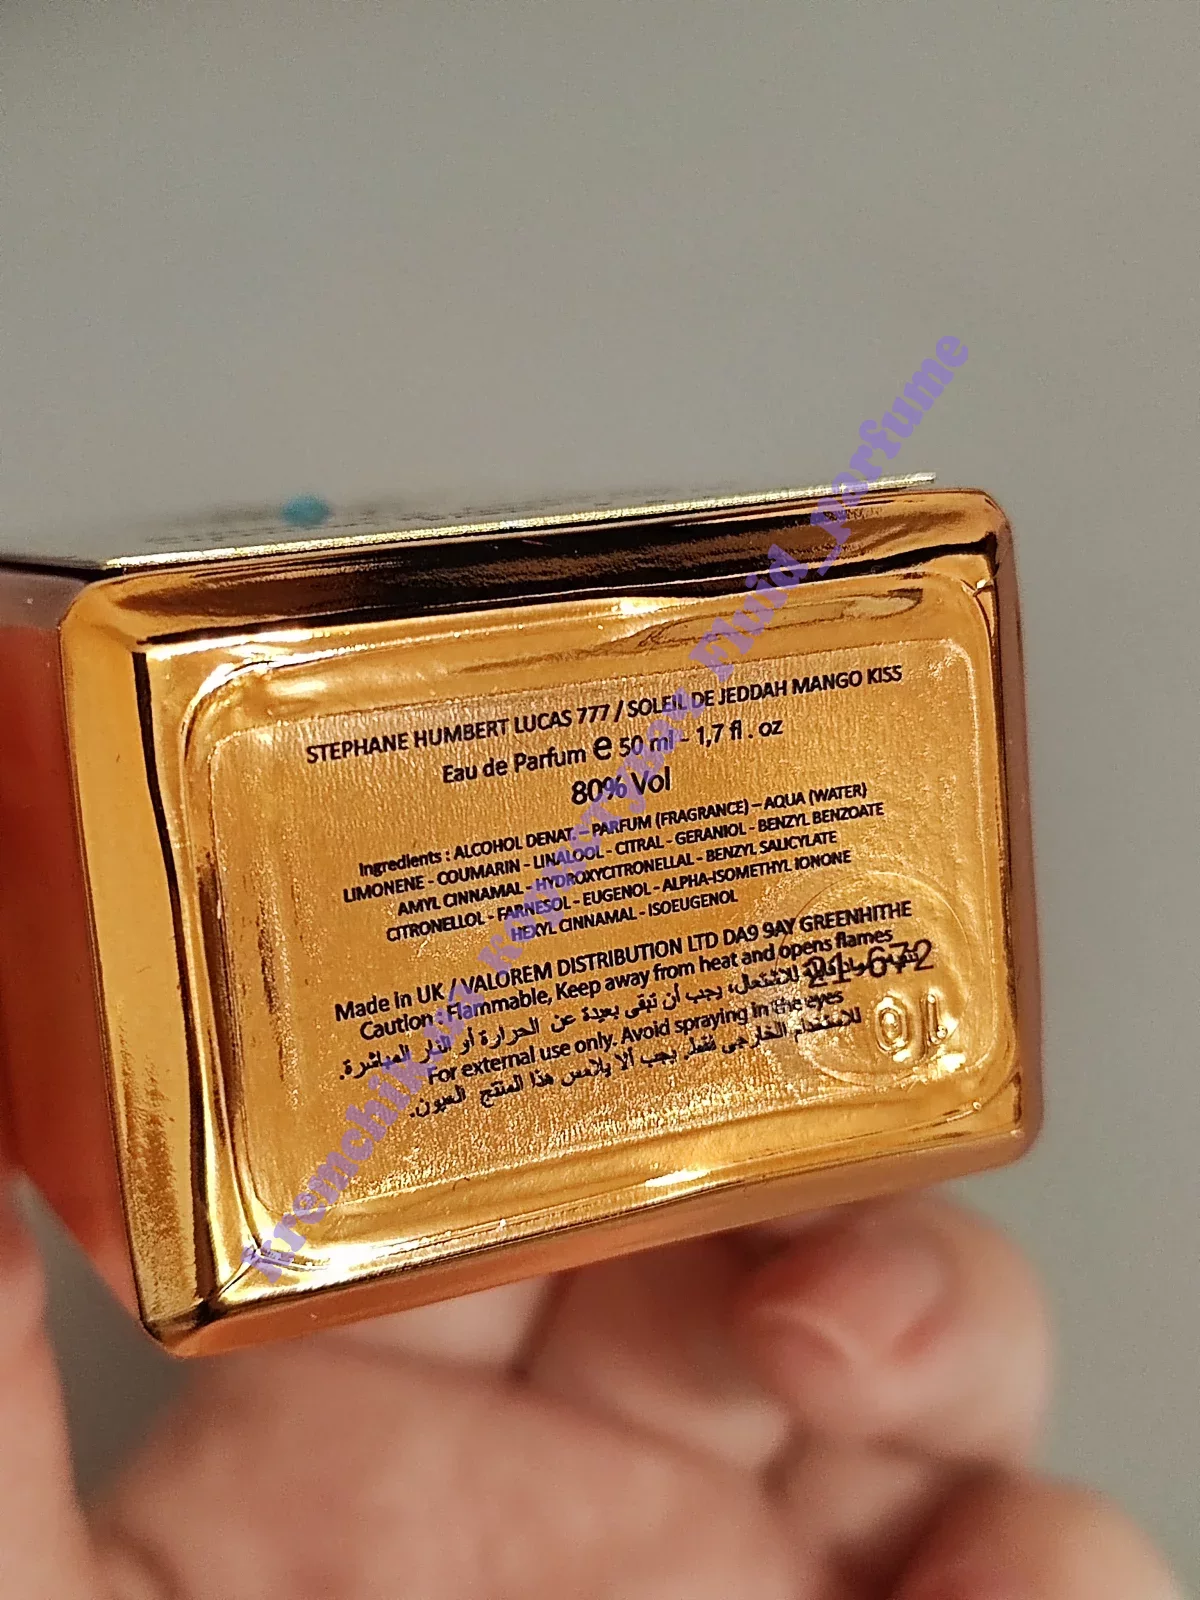 STEPHANE HUMBERT LUCAS 777 / SOLEIL DE JEDDAH MANGO KISS
Eau de Parfum e 50 ml - 1,7 fl . oz
80% Vol
Ingredients : ALCOHOL DENAT. – PARFUM (FRAGRANCE) – AQUA (WATER)
LIMONENE - COUMARIN - LINALOOL - CITRAL - GERANIOL - BENZYL BENZOATE
AMYL CINNAMAL - HYDROXYCITRONELLAL - BENZYL SALICYLATE
CITRONELLOL - FARNESOL - EUGENOL - ALPHA-ISOMETHYL IONONE
HEXYL CINNAMAL - ISOEUGENOL
Made in UK / VALOREM DISTRIBUTION LTD DA9 9AY GREENHITHE
Caution : Flammable, Keep away from heat and opens flames
للاشتعال، يجب أن تبقى بعيدة عن الحرارة أو النار المباشرة.
21-672
For external use only. Avoid spraying in the eyes
للاستخدام الخارجي فقط يجب ألا يلامس هذا المنتج العيون.
Fluid_Parfume